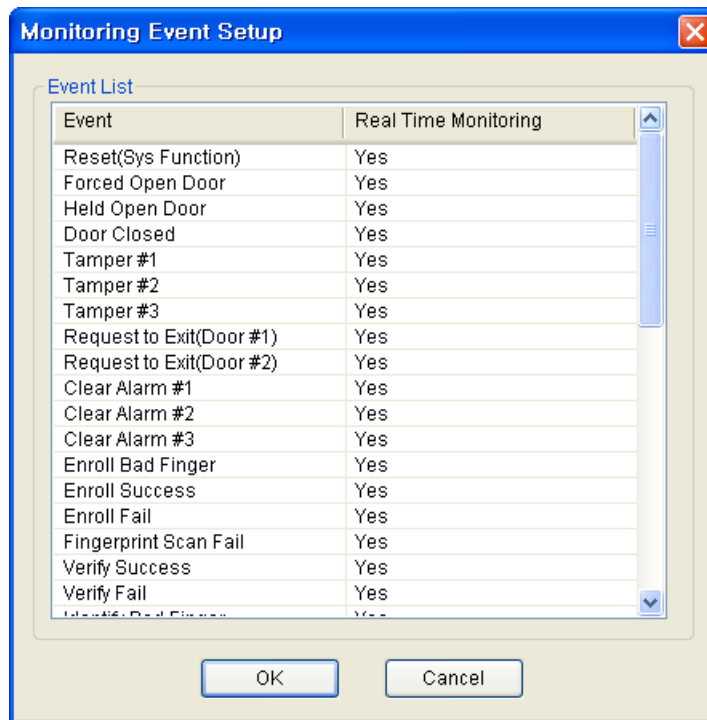 Monitoring Event Setup
Event List
Event Real Time Monitoring
Reset(Sys Function) Yes
Forced Open Door Yes
Held Open Door Yes
Door Closed Yes
Tamper #1 Yes
Tamper #2 Yes
Tamper #3 Yes
Request to Exit(Door #1) Yes
Request to Exit(Door #2) Yes
Clear Alarm #1 Yes
Clear Alarm #2 Yes
Clear Alarm #3 Yes
Enroll Bad Finger Yes
Enroll Success Yes
Enroll Fail Yes
Fingerprint Scan Fail Yes
Verify Success Yes
Verify Fail Yes
Identify Bad Finger Yes
OK Cancel